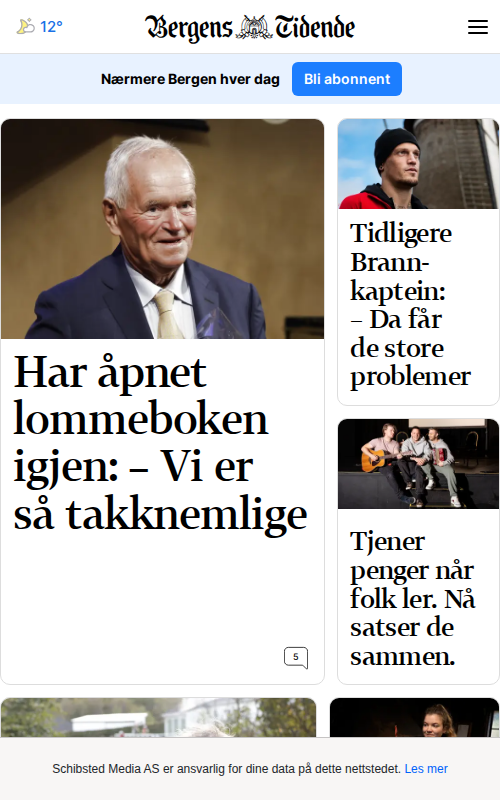 12°
Bergens Tidende
Nærmere Bergen hver dag
Bli abonnent
Har åpnet
lommeboken
igjen: – Vi er
så takknemlige
5
Tidligere
Brann-
kaptein:
– Da får
de store
problemer
Tjener
penger når
folk ler. Nå
satser de
sammen.
Schibsted Media AS er ansvarlig for dine data på dette nettstedet. Les mer